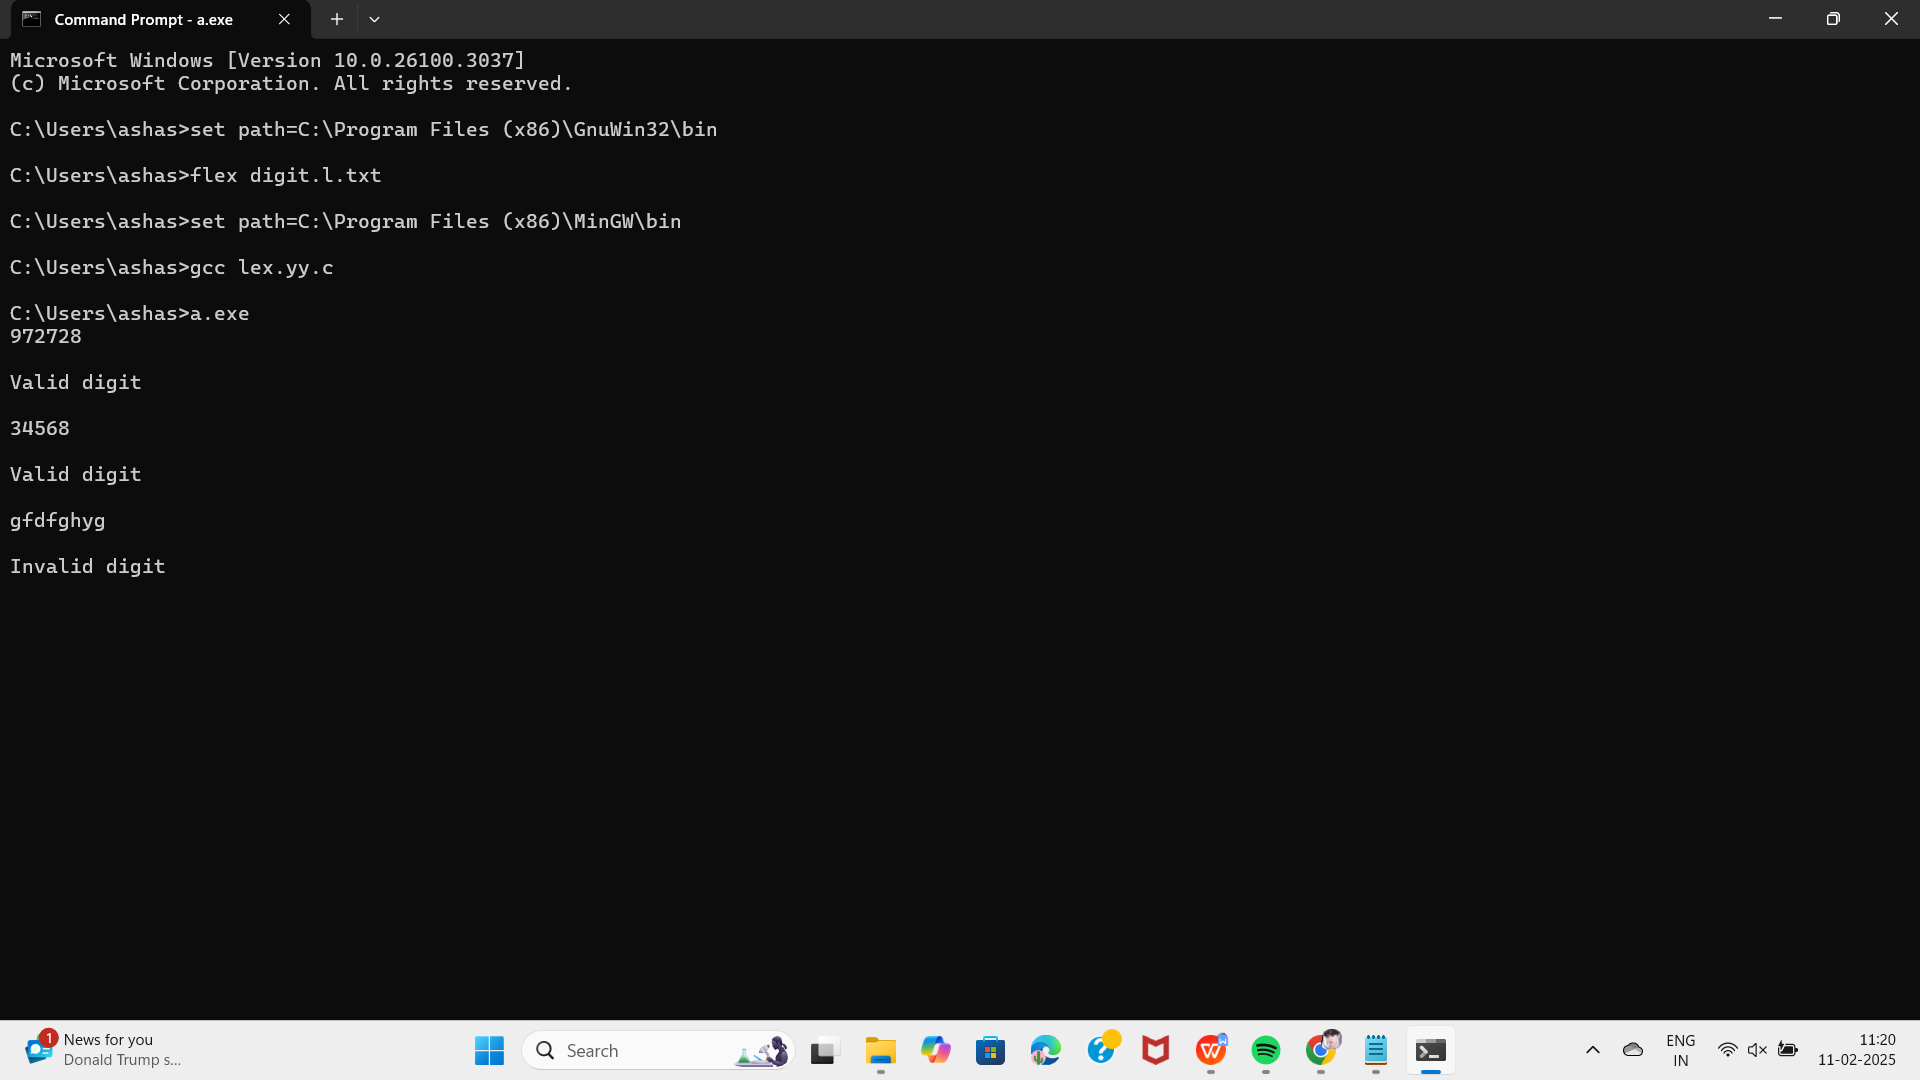 Command Prompt - a.exe
Microsoft Windows [Version 10.0.26100.3037]
(c) Microsoft Corporation. All rights reserved.
C:\Users\ashas>set path=C:\Program Files (x86)\GnuWin32\bin
C:\Users\ashas>flex digit.l.txt
C:\Users\ashas>set path=C:\Program Files (x86)\MinGW\bin
C:\Users\ashas>gcc lex.yy.c
C:\Users\ashas>a.exe
972728
Valid digit
34568
Valid digit
gfdfghyg
Invalid digit
1
News for you
Donald Trump s...
Search
ENG
IN
11:20
11-02-2025